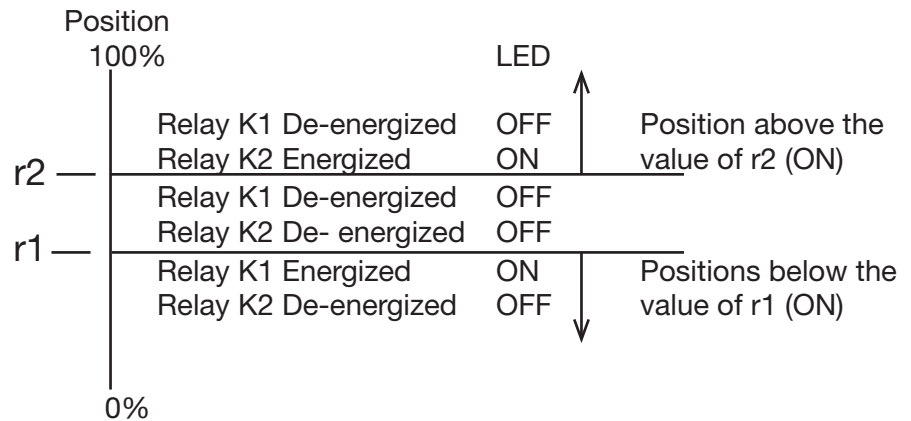 Position
100%
LED
Relay K1 De-energized OFF Position above the
Relay K2 Energized ON value of r2 (ON)
r2
Relay K1 De-energized OFF
Relay K2 De- energized OFF
r1
Relay K1 Energized ON Positions below the
Relay K2 De-energized OFF value of r1 (ON)
0%